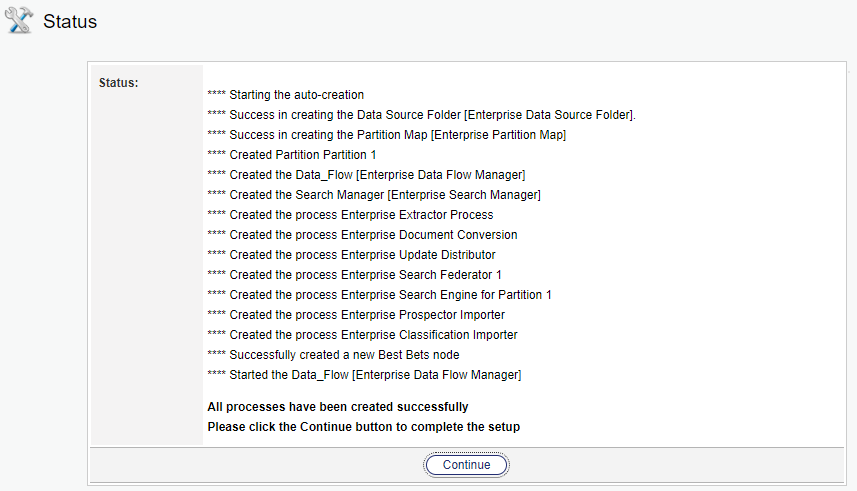 Status
Status:
**** Starting the auto-creation
**** Success in creating the Data Source Folder [Enterprise Data Source Folder].
**** Success in creating the Partition Map [Enterprise Partition Map]
**** Created Partition Partition 1
**** Created the Data_Flow [Enterprise Data Flow Manager]
**** Created the Search Manager [Enterprise Search Manager]
**** Created the process Enterprise Extractor Process
**** Created the process Enterprise Document Conversion
**** Created the process Enterprise Update Distributor
**** Created the process Enterprise Search Federator 1
**** Created the process Enterprise Search Engine for Partition 1
**** Created the process Enterprise Prospector Importer
**** Created the process Enterprise Classification Importer
**** Successfully created a new Best Bets node
**** Started the Data_Flow [Enterprise Data Flow Manager]
All processes have been created successfully
Please click the Continue button to complete the setup
Continue